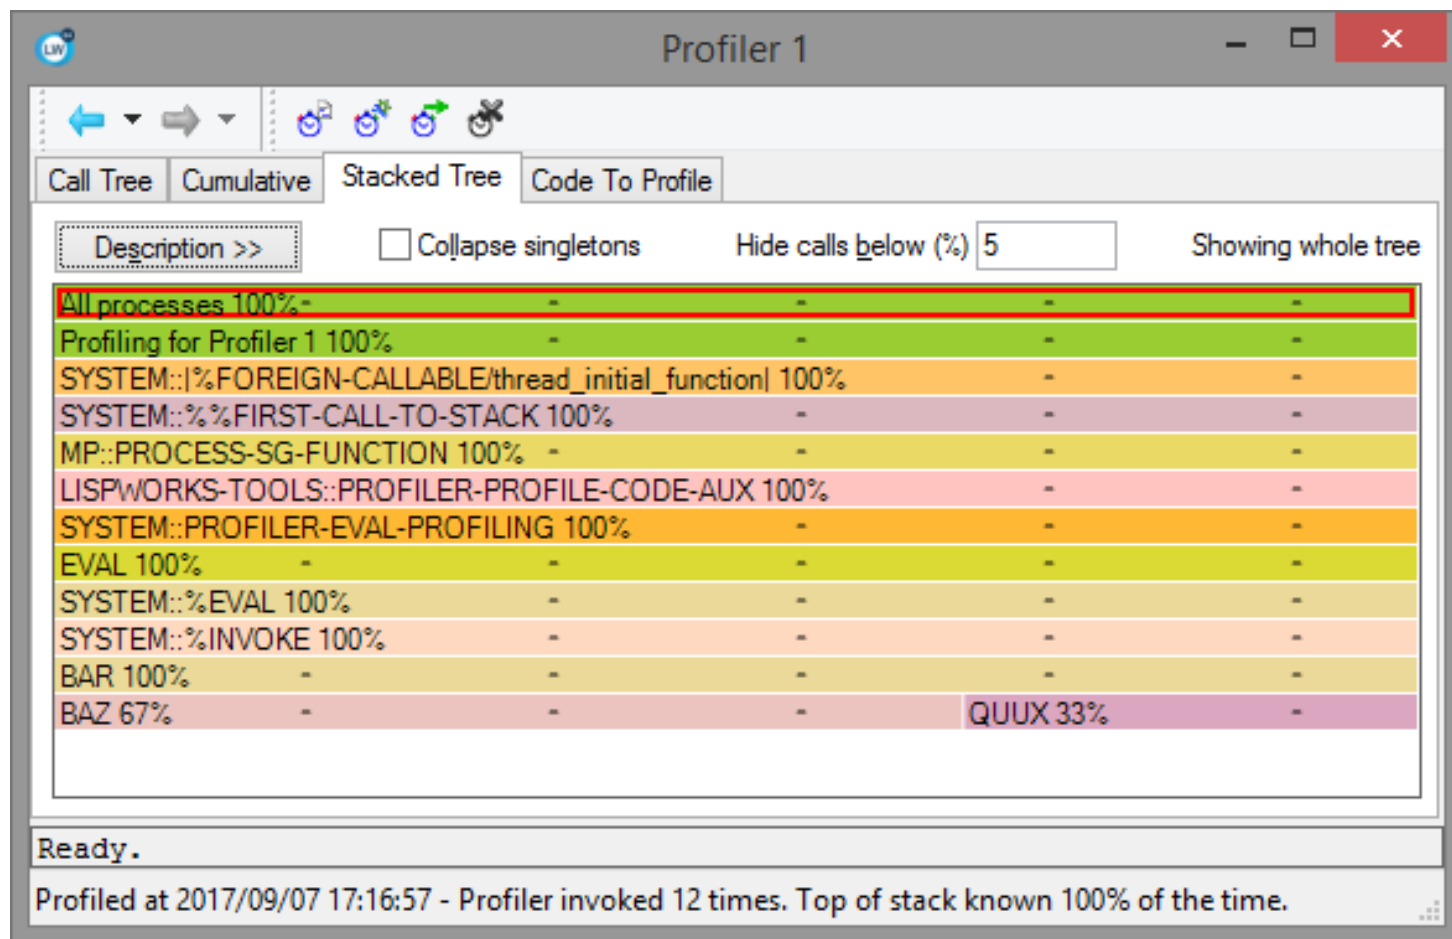 LW
Profiler 1
Call Tree Cumulative Stacked Tree Code To Profile
Description >> Collapse singletons Hide calls below (%) 5 Showing whole tree
All processes 100% - - - - -
Profiling for Profiler 1 100% - - - -
SYSTEM::|%FOREIGN-CALLABLE/thread_initial_function| 100% - -
SYSTEM::%%FIRST-CALL-TO-STACK 100% - - -
MP::PROCESS-SG-FUNCTION 100% - - - -
LISPWORKS-TOOLS::PROFILER-PROFILE-CODE-AUX 100% - -
SYSTEM::PROFILER-EVAL-PROFILING 100% - - -
EVAL 100% - - - - -
SYSTEM::%EVAL 100% - - - -
SYSTEM::%INVOKE 100% - - - -
BAR 100% - - - - -
BAZ 67% - - - QUUX 33% -
Ready.
Profiled at 2017/09/07 17:16:57 - Profiler invoked 12 times. Top of stack known 100% of the time.